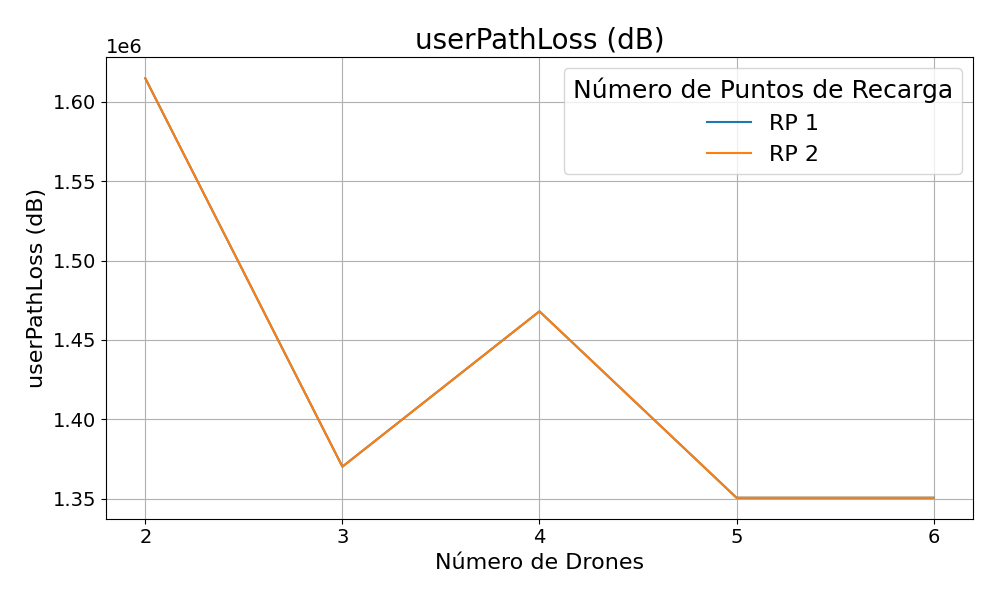 userPathLoss (dB)
1e6
Número de Puntos de Recarga
RP 1
RP 2
userPathLoss (dB)
1.60
1.55
1.50
1.45
1.40
1.35
2 3 4 5 6
Número de Drones